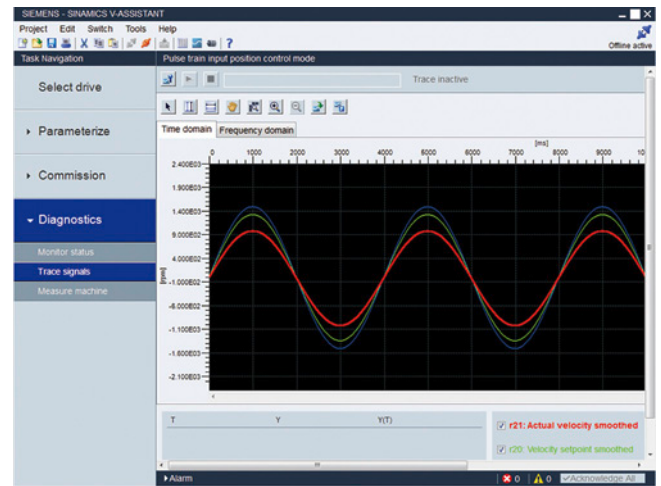 SIEMENS - SINAMICS V-ASSISTANT
Project Edit Switch Tools Help
Offline active
Task Navigation
Pulse train input position control mode
Select drive
Trace inactive
Parameterize
Time domain Frequency domain
[ms]
0 1000 2000 3000 4000 5000 6000 7000 8000 9000 10
2.400E03
1.900E03
Commission
1.400E03
Diagnostics
9.000E02
Monitor status
4.000E02
Trace signals
[rpm]
-1.000E02
Measure machine
-6.000E02
-1.100E03
-1.600E03
-2.100E03
T Y Y(T)
r21: Actual velocity smoothed
r20: Velocity setpoint smoothed
Alarm
0 0 Acknowledge All